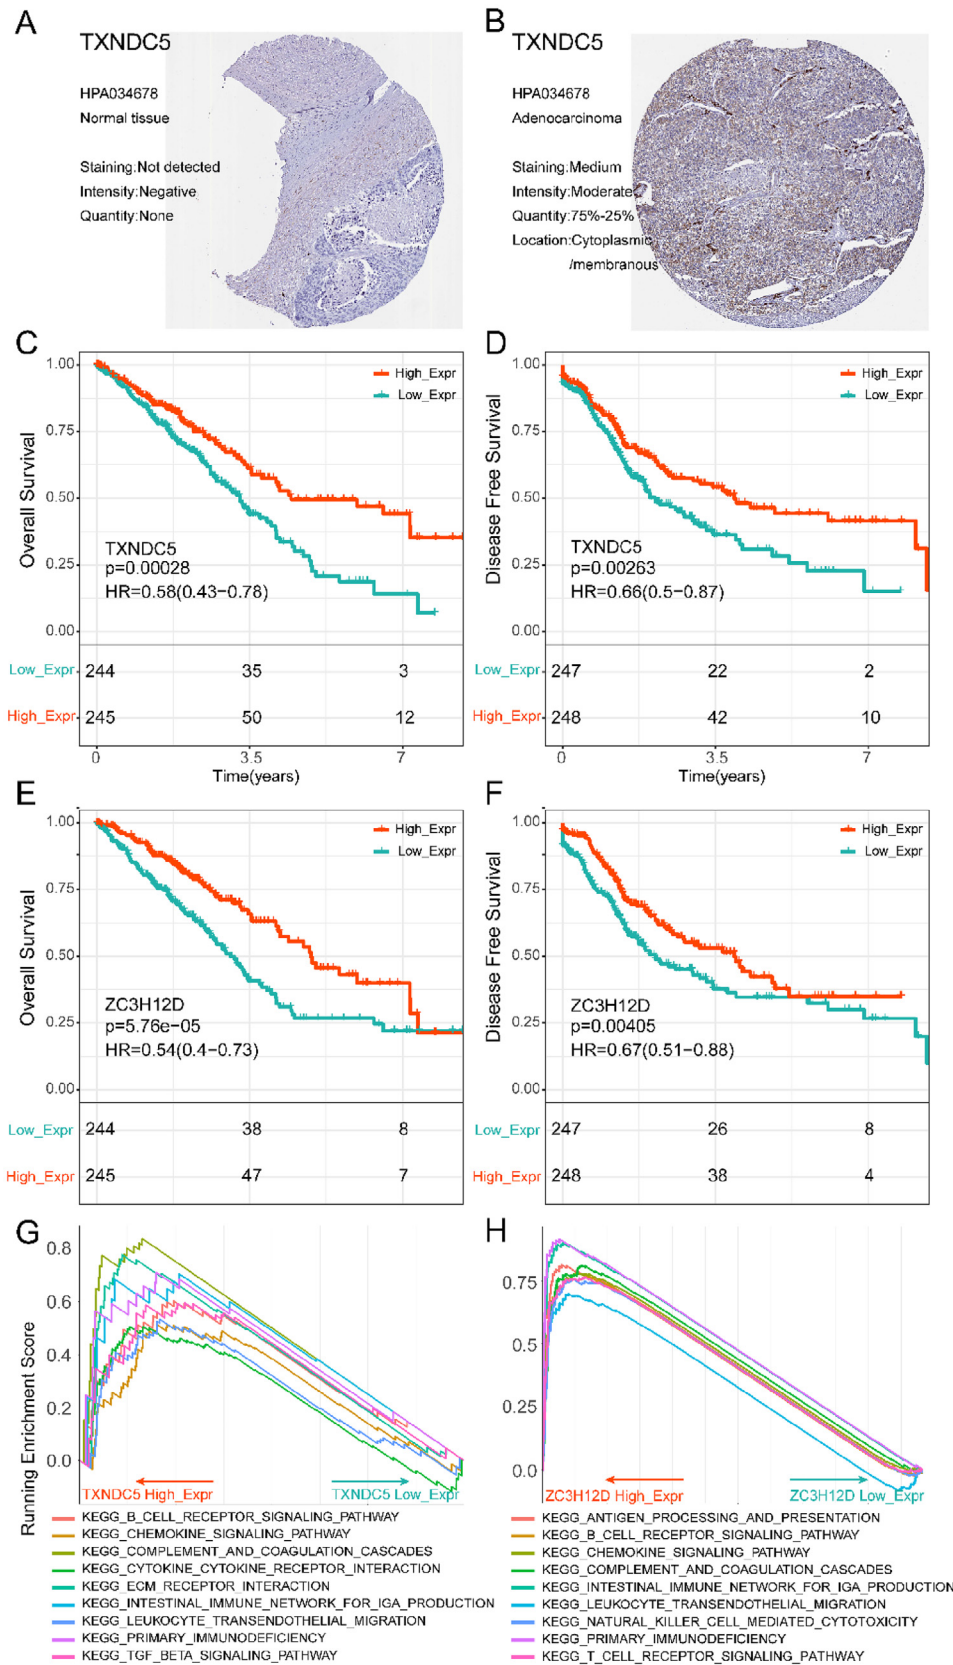 A
TXNDC5
HPA034678
Normal tissue
Staining:Not detected
Intensity:Negative
Quantity:None
B
TXNDC5
HPA034678
Adenocarcinoma
Staining:Medium
Intensity:Moderate
Quantity:75%-25%
Location:Cytoplasmic
/membranous
C
Overall Survival
1.00
0.75
0.50
0.25
0.00
High_Expr
Low_Expr
TXNDC5
p=0.00028
HR=0.58(0.43−0.78)
Low_Expr 244 35 3
High_Expr 245 50 12
0 3.5 7
Time(years)
D
Disease Free Survival
1.00
0.75
0.50
0.25
0.00
High_Expr
Low_Expr
TXNDC5
p=0.00263
HR=0.66(0.5−0.87)
Low_Expr 247 22 2
High_Expr 248 42 10
0 3.5 7
Time(years)
E
Overall Survival
1.00
0.75
0.50
0.25
0.00
High_Expr
Low_Expr
ZC3H12D
p=5.76e−05
HR=0.54(0.4−0.73)
Low_Expr 244 38 8
High_Expr 245 47 7
F
Disease Free Survival
1.00
0.75
0.50
0.25
0.00
High_Expr
Low_Expr
ZC3H12D
p=0.00405
HR=0.67(0.51−0.88)
Low_Expr 247 26 8
High_Expr 248 38 4
G
Running Enrichment Score
0.8
0.6
0.4
0.2
0.0
TXNDC5 High_Expr
TXNDC5 Low_Expr
KEGG_B_CELL_RECEPTOR_SIGNALING_PATHWAY
KEGG_CHEMOKINE_SIGNALING_PATHWAY
KEGG_COMPLEMENT_AND_COAGULATION_CASCADES
KEGG_CYTOKINE_CYTOKINE_RECEPTOR_INTERACTION
KEGG_ECM_RECEPTOR_INTERACTION
KEGG_INTESTINAL_IMMUNE_NETWORK_FOR_IGA_PRODUCTION
KEGG_LEUKOCYTE_TRANSENDOTHELIAL_MIGRATION
KEGG_PRIMARY_IMMUNODEFICIENCY
KEGG_TGF_BETA_SIGNALING_PATHWAY
H
0.75
0.5
0.25
0.0
ZC3H12D High_Expr
ZC3H12D Low_Expr
KEGG_ANTIGEN_PROCESSING_AND_PRESENTATION
KEGG_B_CELL_RECEPTOR_SIGNALING_PATHWAY
KEGG_CHEMOKINE_SIGNALING_PATHWAY
KEGG_COMPLEMENT_AND_COAGULATION_CASCADES
KEGG_INTESTINAL_IMMUNE_NETWORK_FOR_IGA_PRODUCTION
KEGG_LEUKOCYTE_TRANSENDOTHELIAL_MIGRATION
KEGG_NATURAL_KILLER_CELL_MEDIATED_CYTOTOXICITY
KEGG_PRIMARY_IMMUNODEFICIENCY
KEGG_T_CELL_RECEPTOR_SIGNALING_PATHWAY